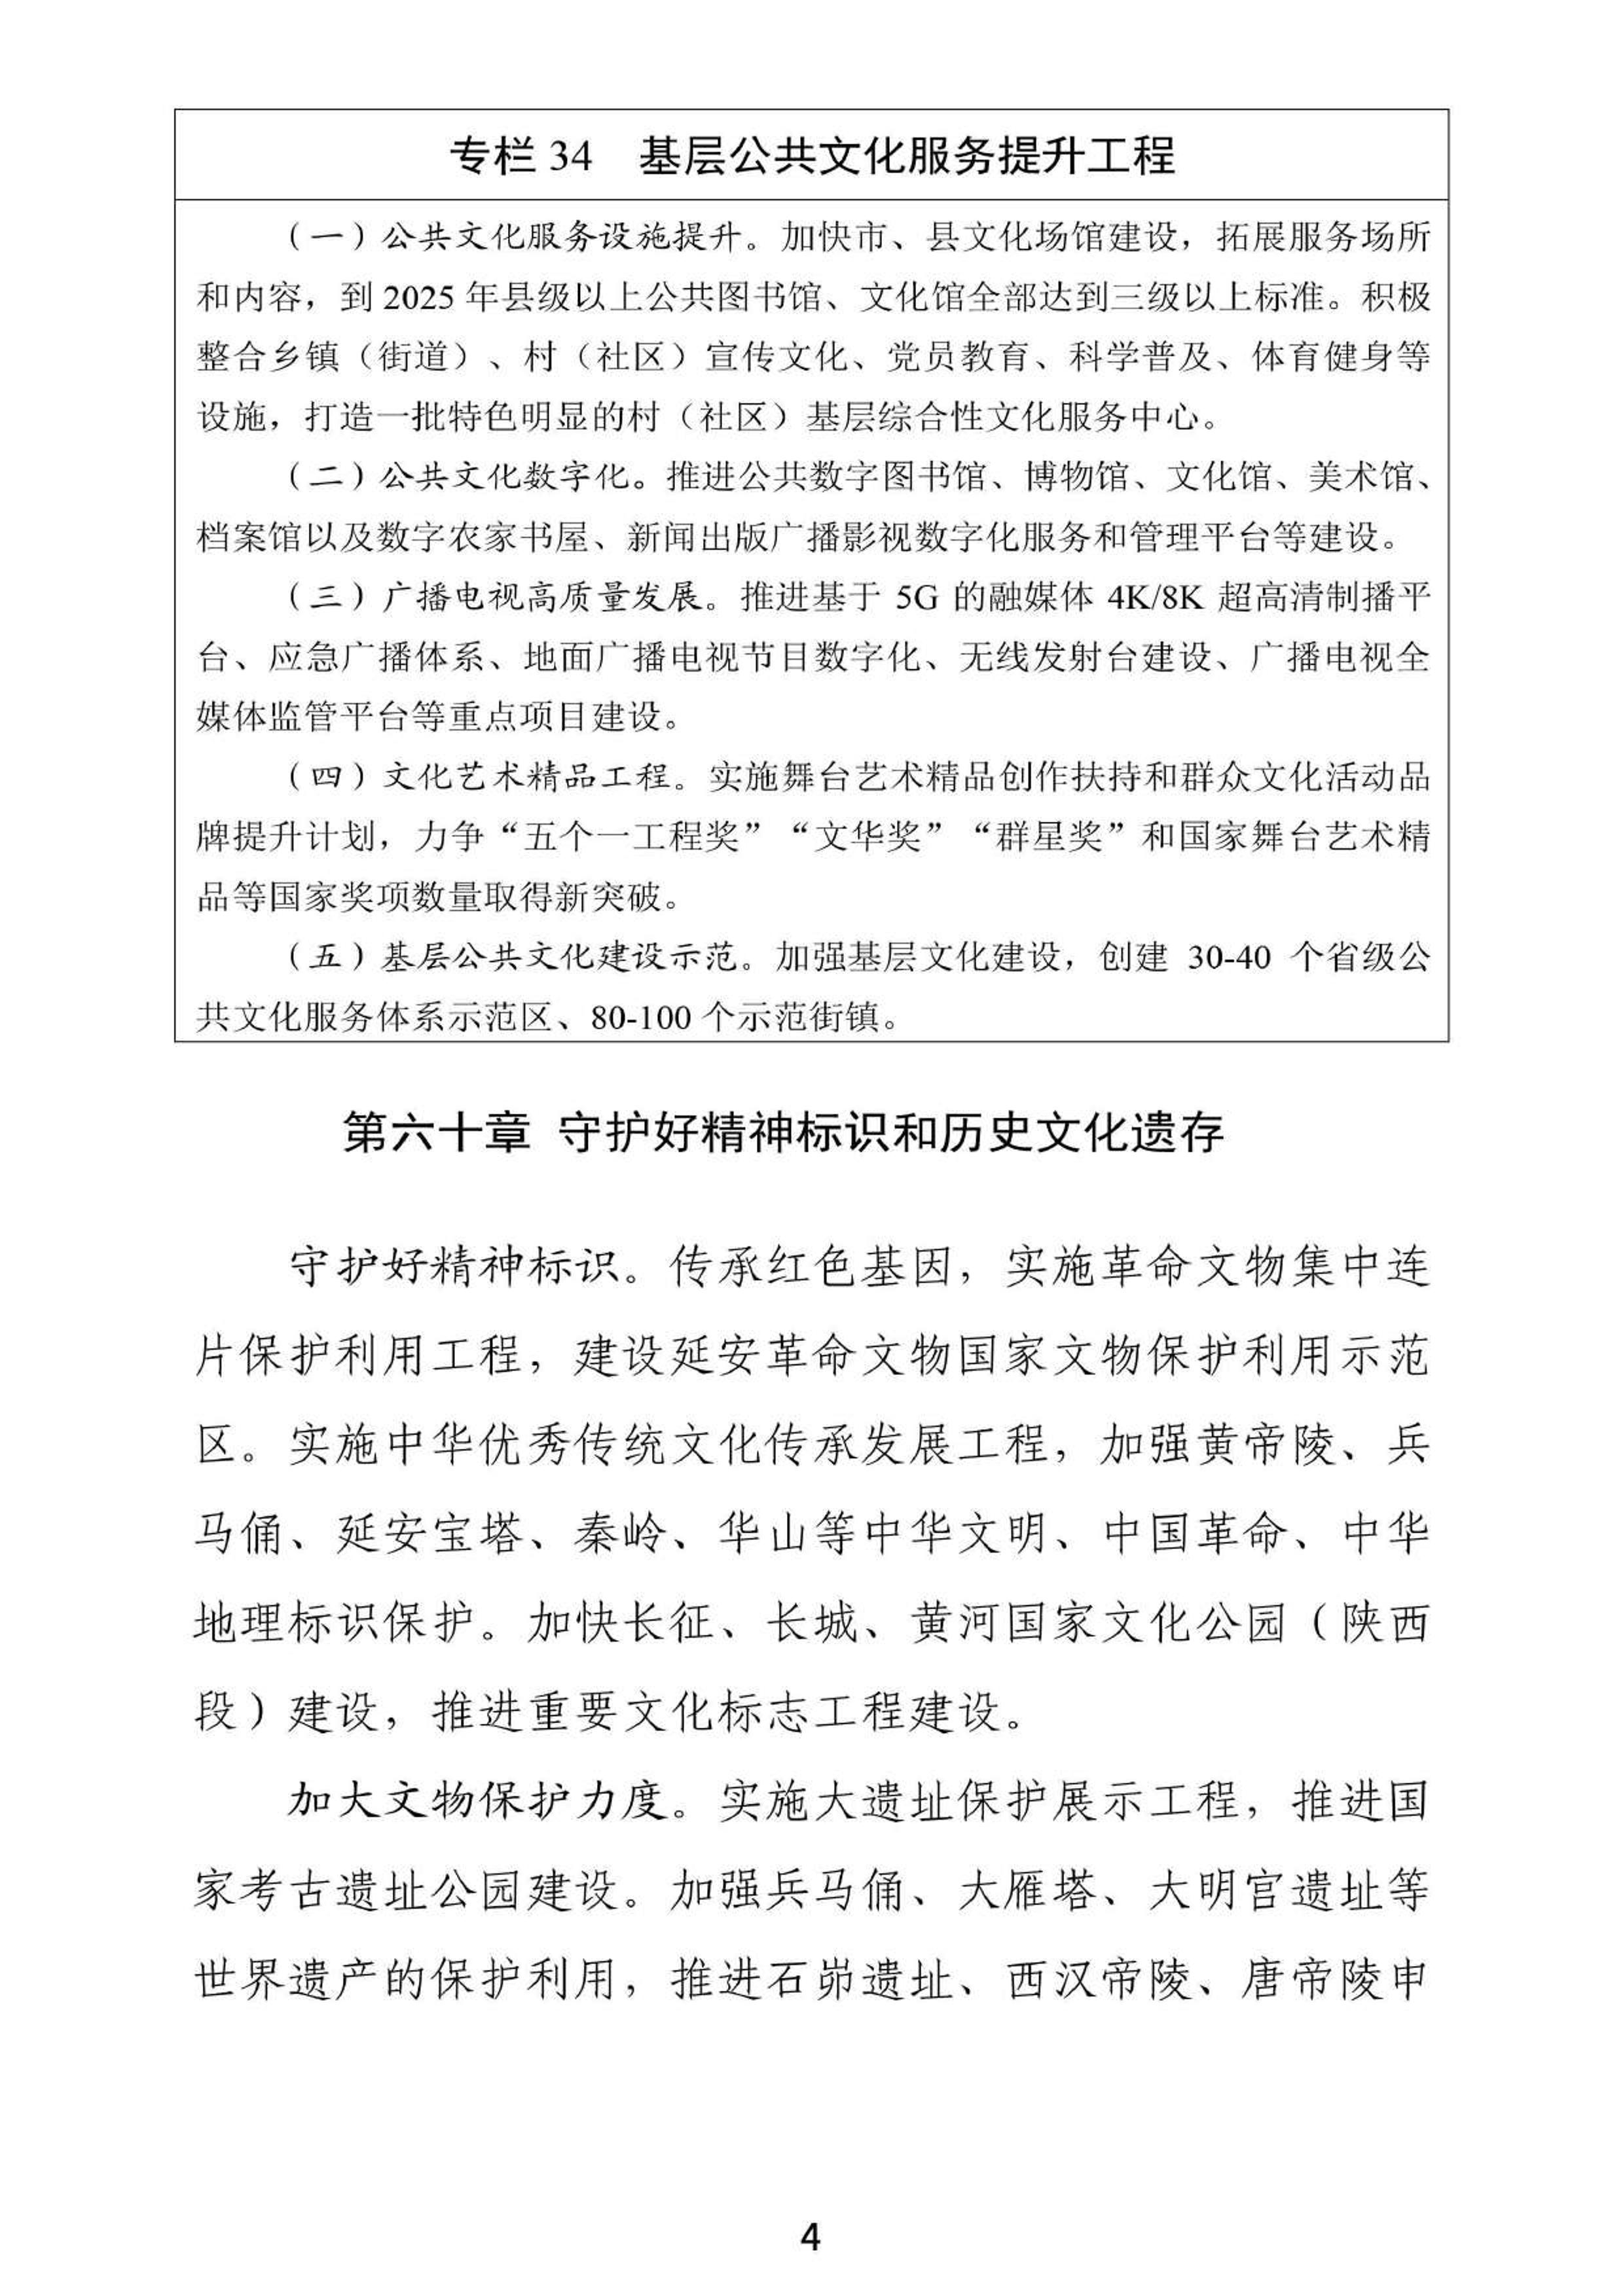 专栏 34　基层公共文化服务提升工程
（一）公共文化服务设施提升。加快市、县文化场馆建设，拓展服务场所
和内容，到 2025 年县级以上公共图书馆、文化馆全部达到三级以上标准。积极
整合乡镇（街道）、村（社区）宣传文化、党员教育、科学普及、体育健身等
设施，打造一批特色明显的村（社区）基层综合性文化服务中心。
（二）公共文化数字化。推进公共数字图书馆、博物馆、文化馆、美术馆、
档案馆以及数字农家书屋、新闻出版广播影视数字化服务和管理平台等建设。
（三）广播电视高质量发展。推进基于 5G 的融媒体 4K/8K 超高清制播平
台、应急广播体系、地面广播电视节目数字化、无线发射台建设、广播电视全
媒体监管平台等重点项目建设。
（四）文化艺术精品工程。实施舞台艺术精品创作扶持和群众文化活动品
牌提升计划，力争“五个一工程奖”“文华奖”“群星奖”和国家舞台艺术精
品等国家奖项数量取得新突破。
（五）基层公共文化建设示范。加强基层文化建设，创建 30-40 个省级公
共文化服务体系示范区、80-100 个示范街镇。
第六十章 守护好精神标识和历史文化遗存
守护好精神标识。传承红色基因，实施革命文物集中连
片保护利用工程，建设延安革命文物国家文物保护利用示范
区。实施中华优秀传统文化传承发展工程，加强黄帝陵、兵
马俑、延安宝塔、秦岭、华山等中华文明、中国革命、中华
地理标识保护。加快长征、长城、黄河国家文化公园（陕西
段）建设，推进重要文化标志工程建设。
加大文物保护力度。实施大遗址保护展示工程，推进国
家考古遗址公园建设。加强兵马俑、大雁塔、大明宫遗址等
世界遗产的保护利用，推进石峁遗址、西汉帝陵、唐帝陵申
4